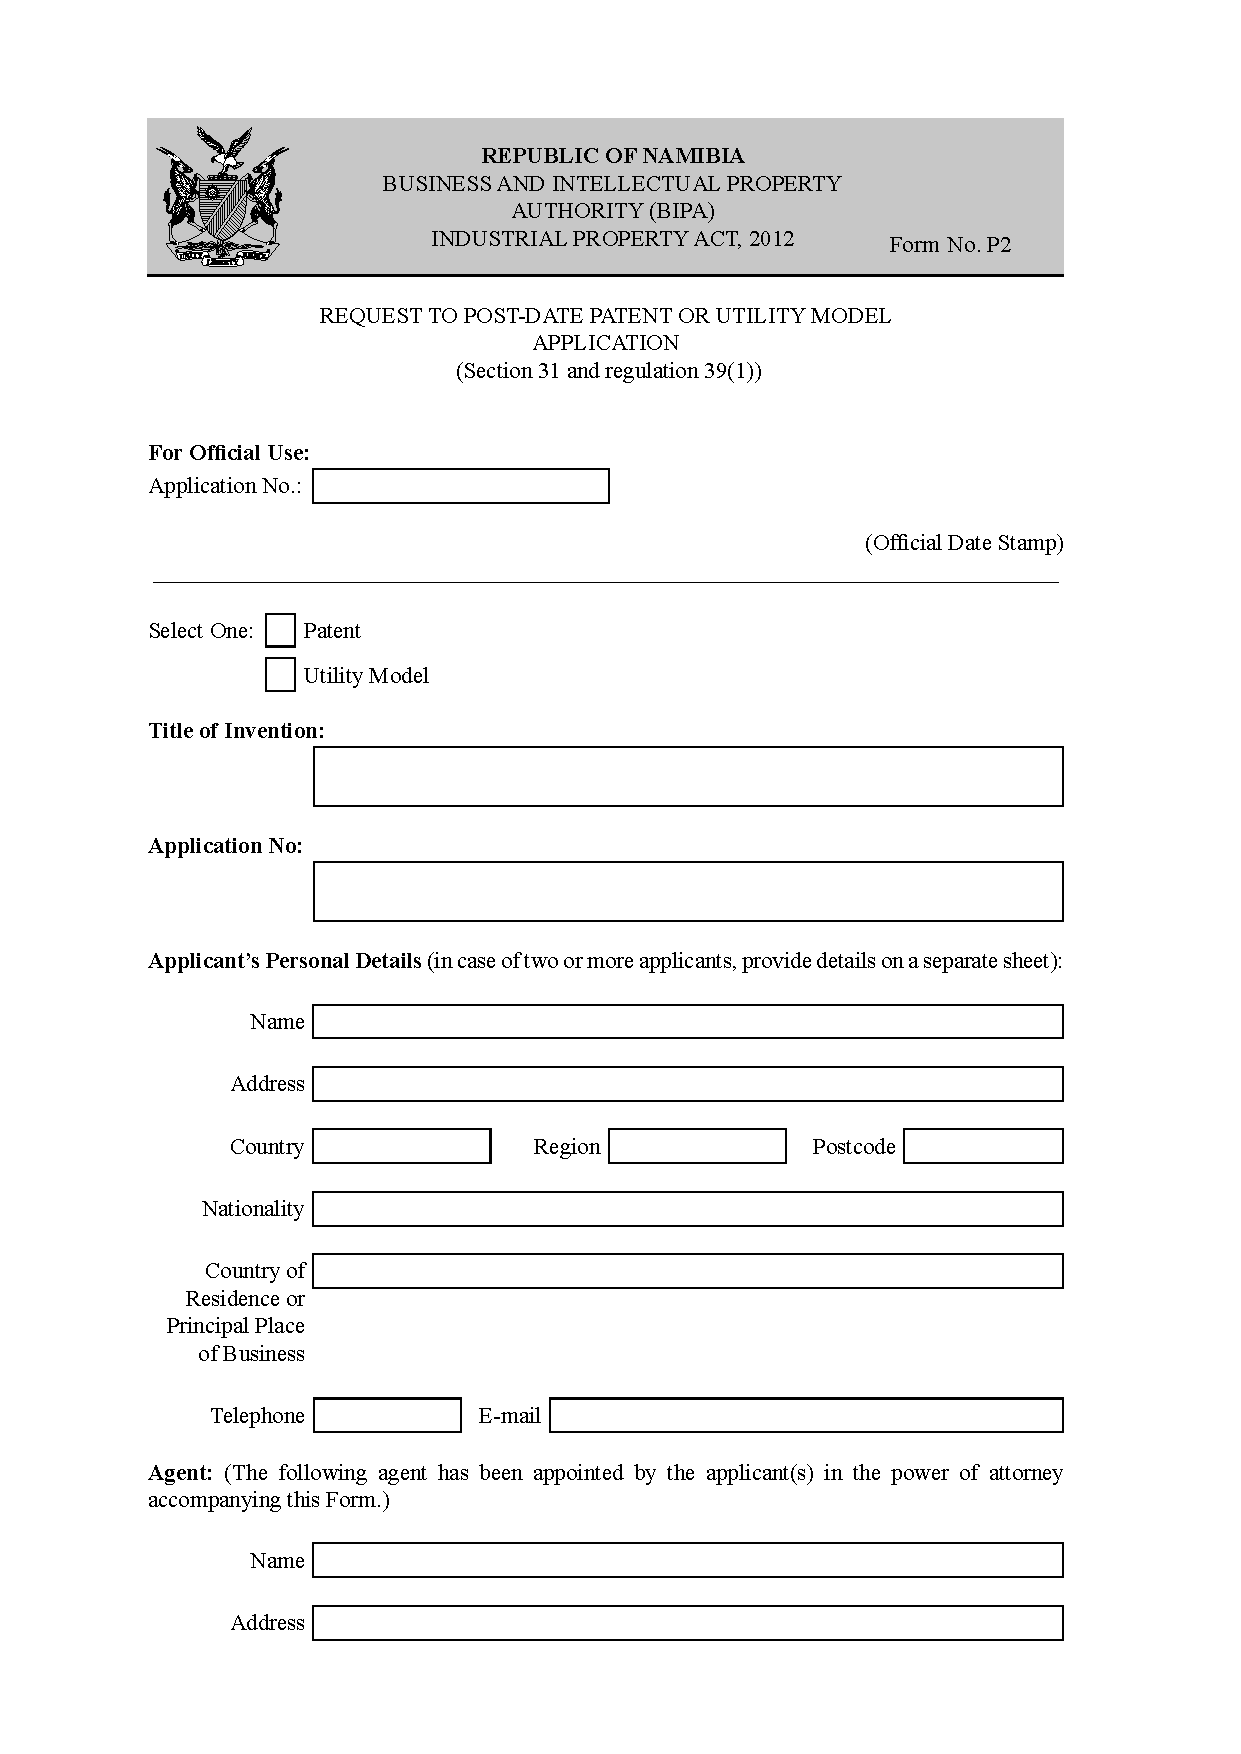 REPUBLIC OF NAMIBIA
BUSINESS AND INTELLECTUAL PROPERTY
AUTHORITY (BIPA)
INDUSTRIAL PROPERTY ACT, 2012
Form No. P2
REQUEST TO POST-DATE PATENT OR UTILITY MODEL
APPLICATION
(Section 31 and regulation 39(1))
For Official Use:
Application No.:
(Official Date Stamp)
Select One: Patent
Utility Model
Title of Invention:
Application No:
Applicant’s Personal Details (in case of two or more applicants, provide details on a separate sheet):
Name
Address
Country Region Postcode
Nationality
Country of
Residence or
Principal Place
of Business
Telephone E-mail
Agent: (The following agent has been appointed by the applicant(s) in the power of attorney
accompanying this Form.)
Name
Address